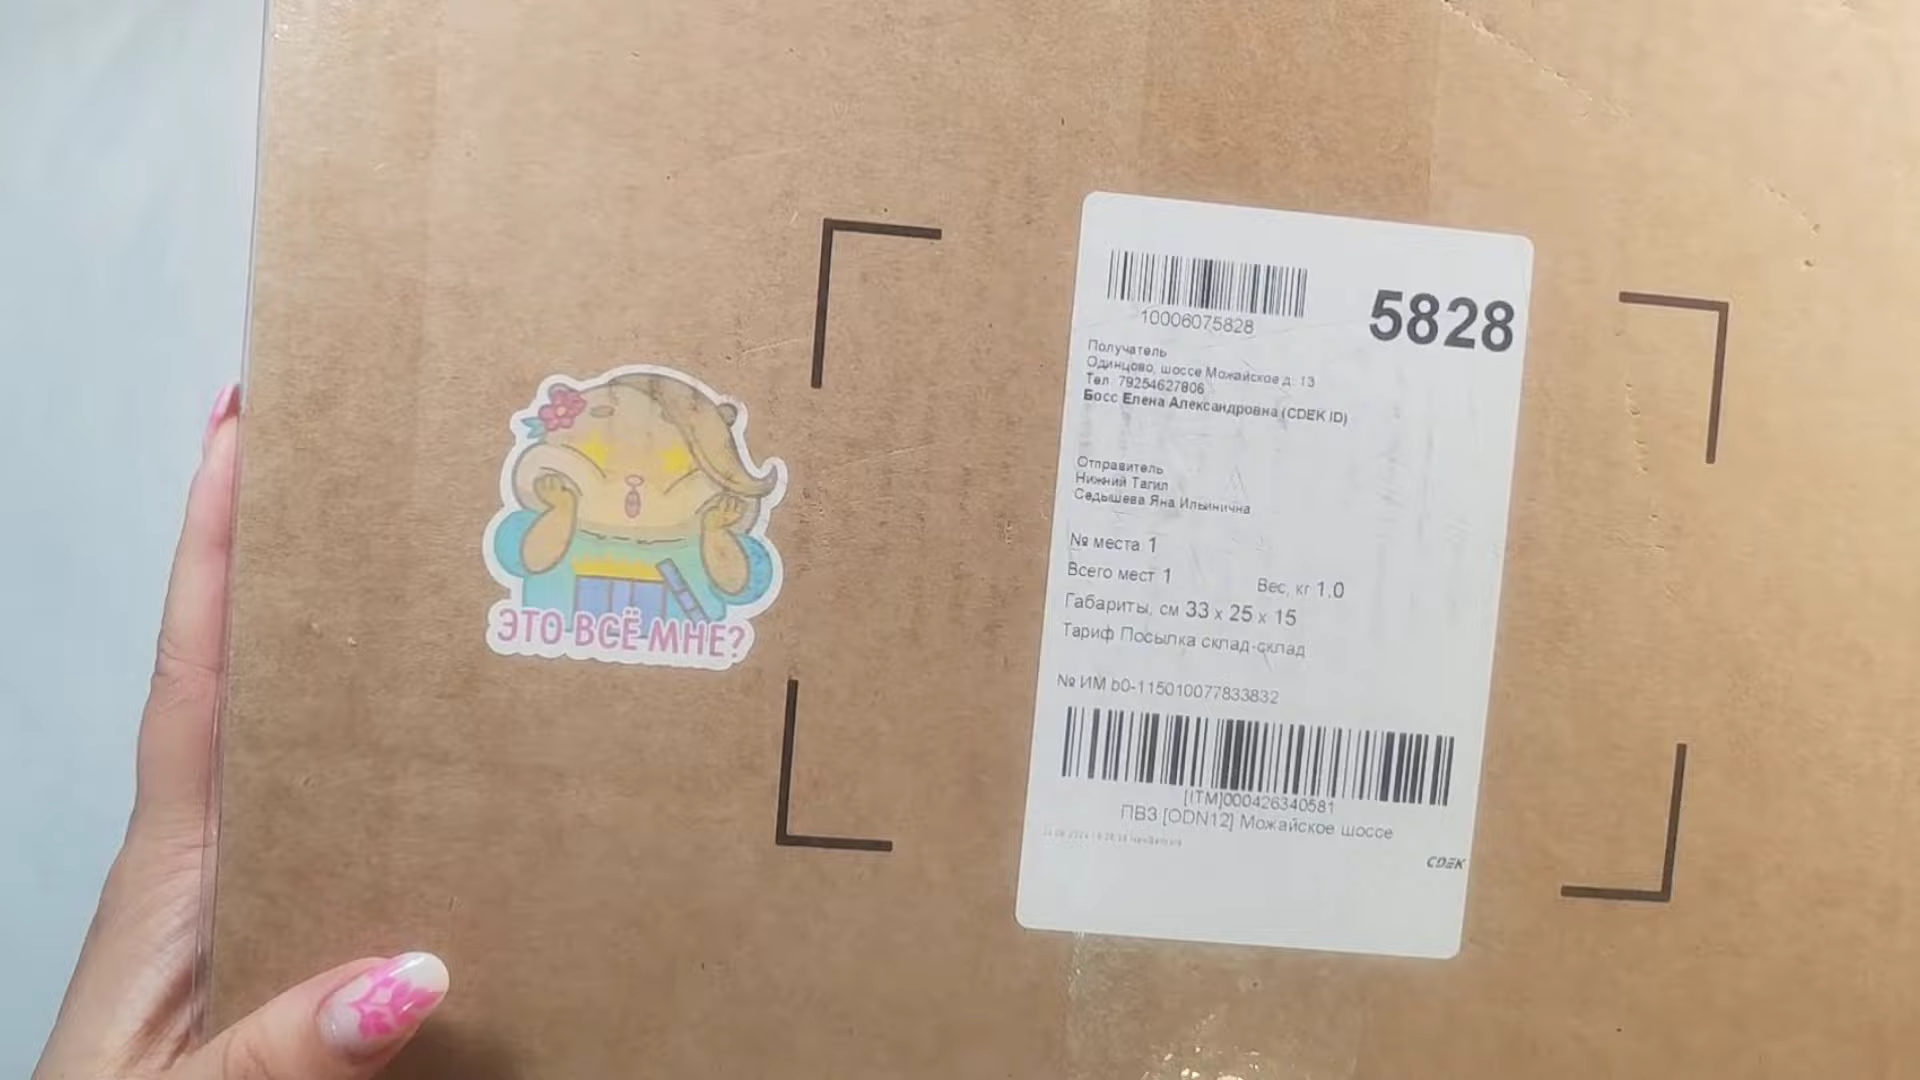 ЭТО ВСЁ МНЕ?
10006075828
5828
Получатель
Одинцово, шоссе Можайское д. 13
Тел. 79254627806
Босс Елена Александровна (CDEK ID)
Отправитель
Нижний Тагил
Седышева Яна Ильинична
№ места 1
Всего мест 1 Вес, кг 1.0
Габариты, см 33 x 25 x 15
Тариф Посылка склад-склад
№ ИМ b0-115010077833832
[ITM]000426340581
ПВЗ [ODN12] Можайское шоссе
CDEK